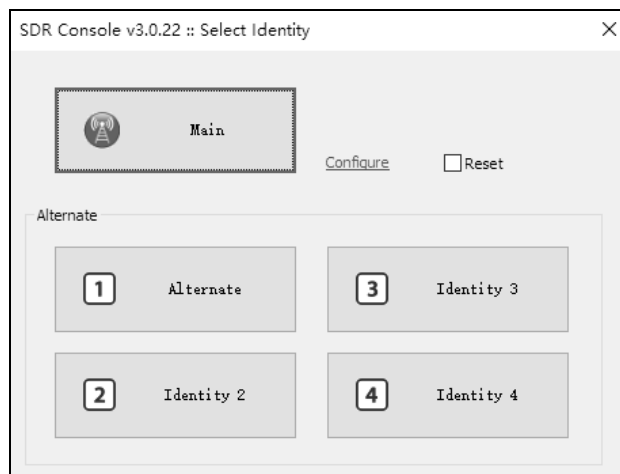 SDR Console v3.0.22 :: Select Identity
Main
Configure
Reset
Alternate
1 Alternate
3 Identity 3
2 Identity 2
4 Identity 4